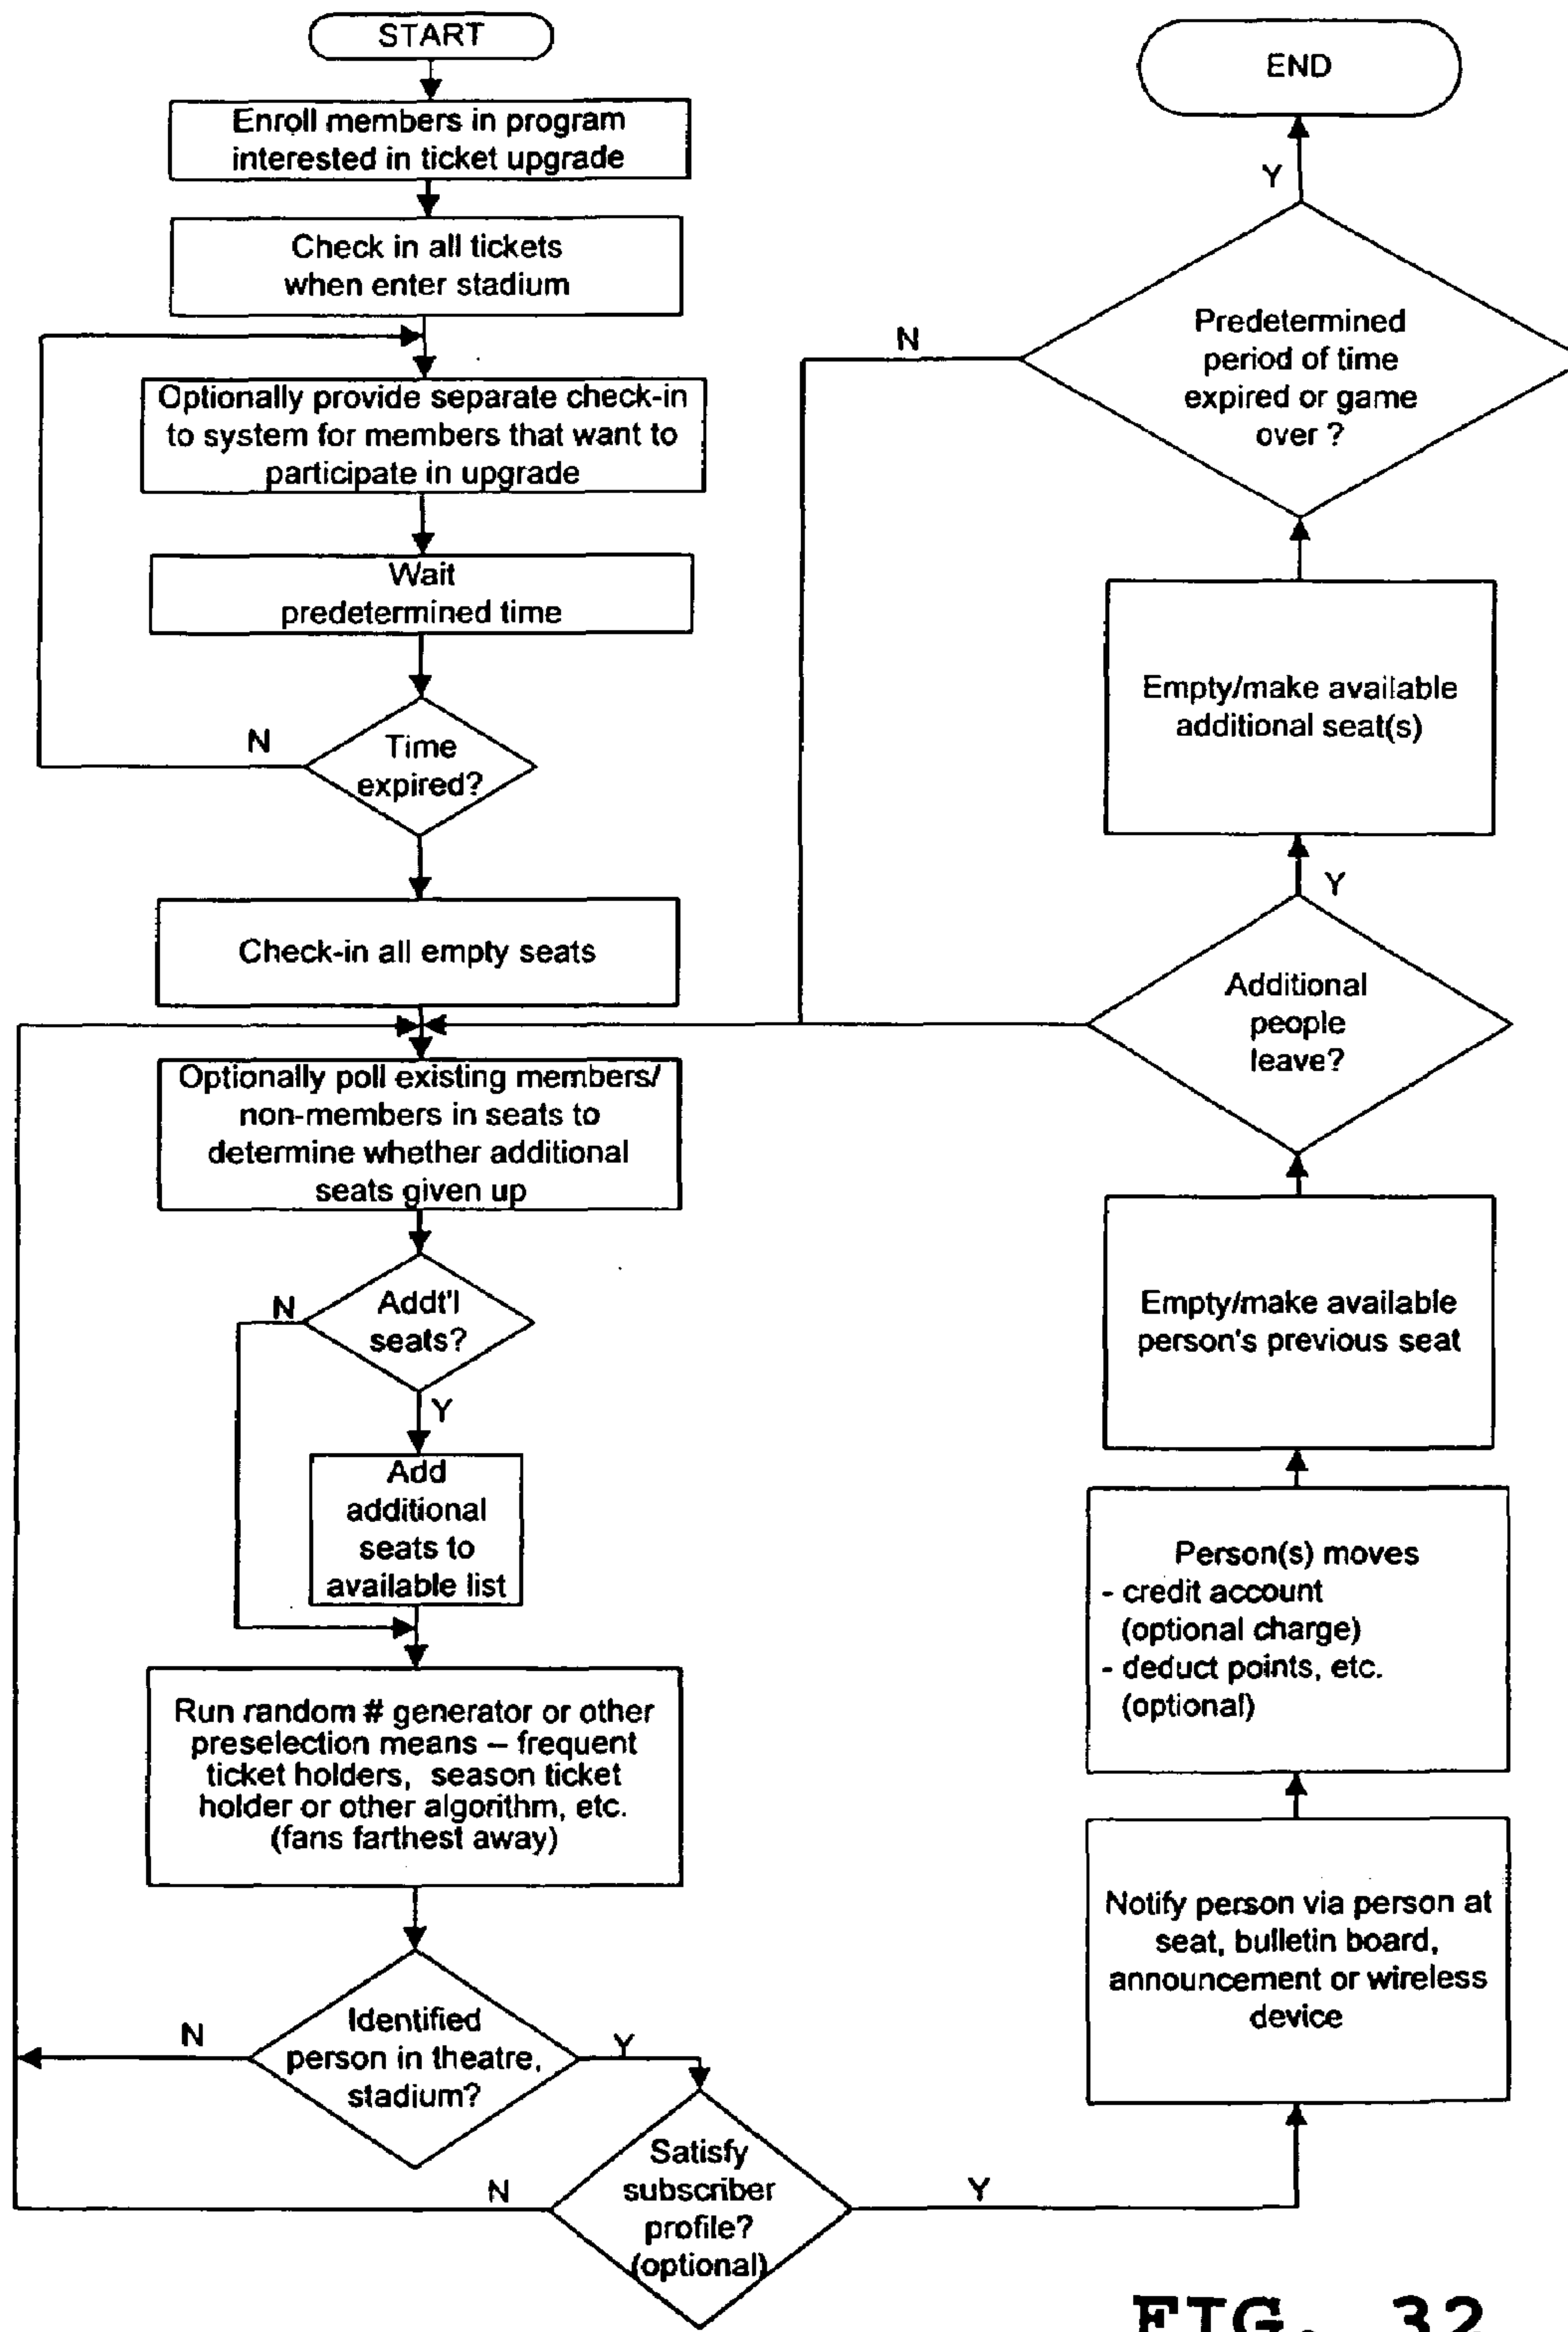 START
Enroll members in program
interested in ticket upgrade
Check in all tickets
when enter stadium
Optionally provide separate check-in
to system for members that want to
participate in upgrade
Wait
predetermined time
N
Time
expired?
Check-in all empty seats
Optionally poll existing members/
non-members in seats to
determine whether additional
seats given up
N
Addt'l
seats?
Y
Add
additional
seats to
available list
Run random # generator or other
preselection means – frequent
ticket holders, season ticket
holder or other algorithm, etc.
(fans farthest away)
N
Identified
person in theatre,
stadium?
Y
N
Satisfy
subscriber
profile?
(optional)
Y
Notify person via person at
seat, bulletin board,
announcement or wireless
device
Person(s) moves
- credit account
(optional charge)
- deduct points, etc.
(optional)
Empty/make available
person's previous seat
Additional
people
leave?
Y
Empty/make available
additional seat(s)
Predetermined
period of time
expired or game
over ?
N
Y
END
FIG. 32